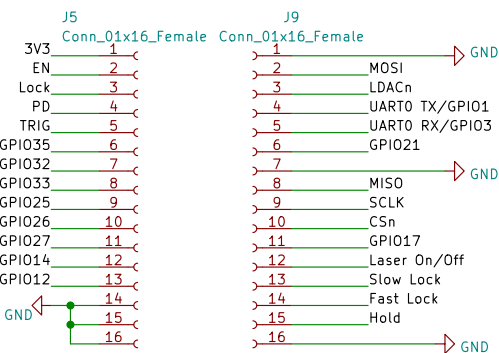 J5
Conn_01x16_Female
3V3 1
EN 2
Lock 3
PD 4
TRIG 5
GPIO35 6
GPIO32 7
GPIO33 8
GPIO25 9
GPIO26 10
GPIO27 11
GPIO14 12
GPIO12 13
GND 14
15
16
J9
Conn_01x16_Female
1 GND
2 MOSI
3 LDACn
4 UART0 TX/GPIO1
5 UART0 RX/GPIO3
6 GPIO21
7 GND
8 MISO
9 SCLK
10 CSn
11 GPIO17
12 Laser On/Off
13 Slow Lock
14 Fast Lock
15 Hold
16 GND